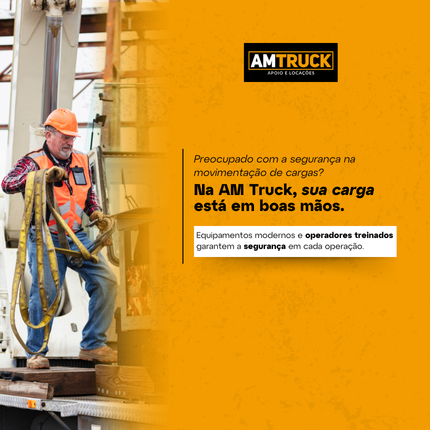 AMTRUCK
APOIO E LOCAÇÕES
Preocupado com a segurança na
movimentação de cargas?
Na AM Truck, sua carga
está em boas mãos.
Equipamentos modernos e operadores treinados
garantem a segurança em cada operação.